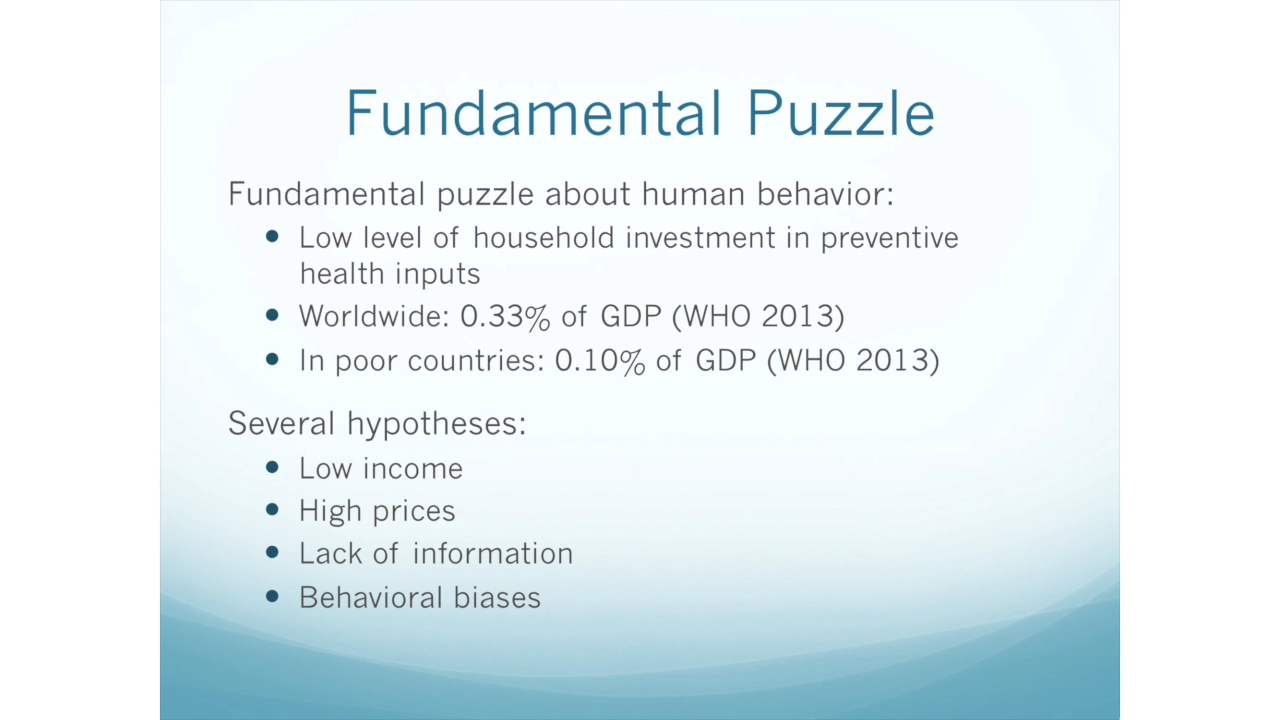 Fundamental Puzzle
Fundamental puzzle about human behavior:
• Low level of household investment in preventive
health inputs
• Worldwide: 0.33% of GDP (WHO 2013)
• In poor countries: 0.10% of GDP (WHO 2013)
Several hypotheses:
• Low income
• High prices
• Lack of information
• Behavioral biases